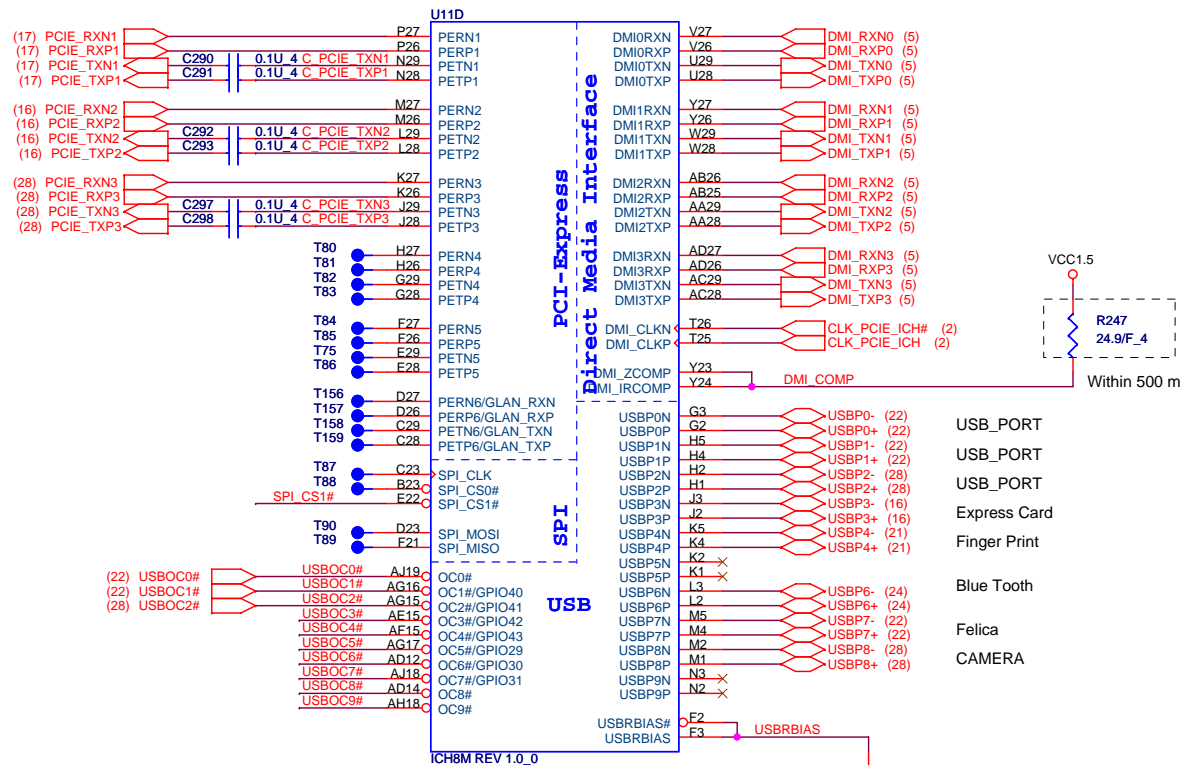 U11D
(17) PCIE_RXN1 P27 PERN1 DMI0RXN V27 DMI_RXN0 (5)
(17) PCIE_RXP1 P26 PERP1 DMI0RXP V26 DMI_RXP0 (5)
(17) PCIE_TXN1 C290 0.1U_4 C_PCIE_TXN1 N29 PETN1 DMI0TXN U29 DMI_TXN0 (5)
(17) PCIE_TXP1 C291 0.1U_4 C_PCIE_TXP1 N28 PETP1 DMI0TXP U28 DMI_TXP0 (5)
(16) PCIE_RXN2 M27 PERN2 DMI1RXN Y27 DMI_RXN1 (5)
(16) PCIE_RXP2 M26 PERP2 DMI1RXP Y26 DMI_RXP1 (5)
(16) PCIE_TXN2 C292 0.1U_4 C_PCIE_TXN2 L29 PETN2 DMI1TXN W29 DMI_TXN1 (5)
(16) PCIE_TXP2 C293 0.1U_4 C_PCIE_TXP2 L28 PETP2 DMI1TXP W28 DMI_TXP1 (5)
(28) PCIE_RXN3 K27 PERN3 DMI2RXN AB26 DMI_RXN2 (5)
(28) PCIE_RXP3 K26 PERP3 DMI2RXP AB25 DMI_RXP2 (5)
(28) PCIE_TXN3 C297 0.1U_4 C_PCIE_TXN3 J29 PETN3 DMI2TXN AA29 DMI_TXN2 (5)
(28) PCIE_TXP3 C298 0.1U_4 C_PCIE_TXP3 J28 PETP3 DMI2TXP AA28 DMI_TXP2 (5)
T80 H27 PERN4 DMI3RXN AD27 DMI_RXN3 (5)
T81 H26 PERP4 DMI3RXP AD26 DMI_RXP3 (5)
T82 G29 PETN4 DMI3TXN AC29 DMI_TXN3 (5)
T83 G28 PETP4 DMI3TXP AC28 DMI_TXP3 (5)
VCC1.5
T84 F27 PERN5 DMI_CLKN T26 CLK_PCIE_ICH# (2)
T85 F26 PERP5 DMI_CLKP T25 CLK_PCIE_ICH (2)
R247
24.9/F_4
T75 E29 PETN5
T86 E28 PETP5 DMI_ZCOMP Y23
DMI_IRCOMP Y24 DMI_COMP
Within 500 m
PCI-Express
Direct Media Interface
T156 D27 PERN6/GLAN_RXN
T157 D26 PERP6/GLAN_RXP USBP0N G3 USBP0- (22)
T158 C29 PETN6/GLAN_TXN USBP0P G2 USBP0+ (22) USB_PORT
T159 C28 PETP6/GLAN_TXP USBP1N H5 USBP1- (22)
USBP1P H4 USBP1+ (22) USB_PORT
T87 C23 SPI_CLK USBP2N H2 USBP2- (28)
T88 B23 SPI_CS0# USBP2P H1 USBP2+ (28) USB_PORT
SPI_CS1# E22 SPI_CS1# USBP3N J3 USBP3- (16)
USBP3P J2 USBP3+ (16) Express Card
T90 D23 SPI_MOSI USBP4N K5 USBP4- (21)
T89 F21 SPI_MISO USBP4P K4 USBP4+ (21) Finger Print
SPI
USBP5N K2
(22) USBOC0# USBOC0# AJ19 OC0# USBP5P K1
(22) USBOC1# USBOC1# AG16 OC1#/GPIO40 USBP6N L3 USBP6- (24) Blue Tooth
(28) USBOC2# USBOC2# AG15 OC2#/GPIO41 USBP6P L2 USBP6+ (24)
USB
USBOC3# AE15 OC3#/GPIO42 USBP7N M5 USBP7- (22)
USBOC4# AF15 OC4#/GPIO43 USBP7P M4 USBP7+ (22) Felica
USBOC5# AG17 OC5#/GPIO29 USBP8N M2 USBP8- (28)
USBOC6# AD12 OC6#/GPIO30 USBP8P M1 USBP8+ (28) CAMERA
USBOC7# AJ18 OC7#/GPIO31 USBP9N N3
USBOC8# AD14 OC8# USBP9P N2
USBOC9# AH18 OC9#
USBRBIAS# F2
USBRBIAS F3 USBRBIAS
ICH8M REV 1.0_0